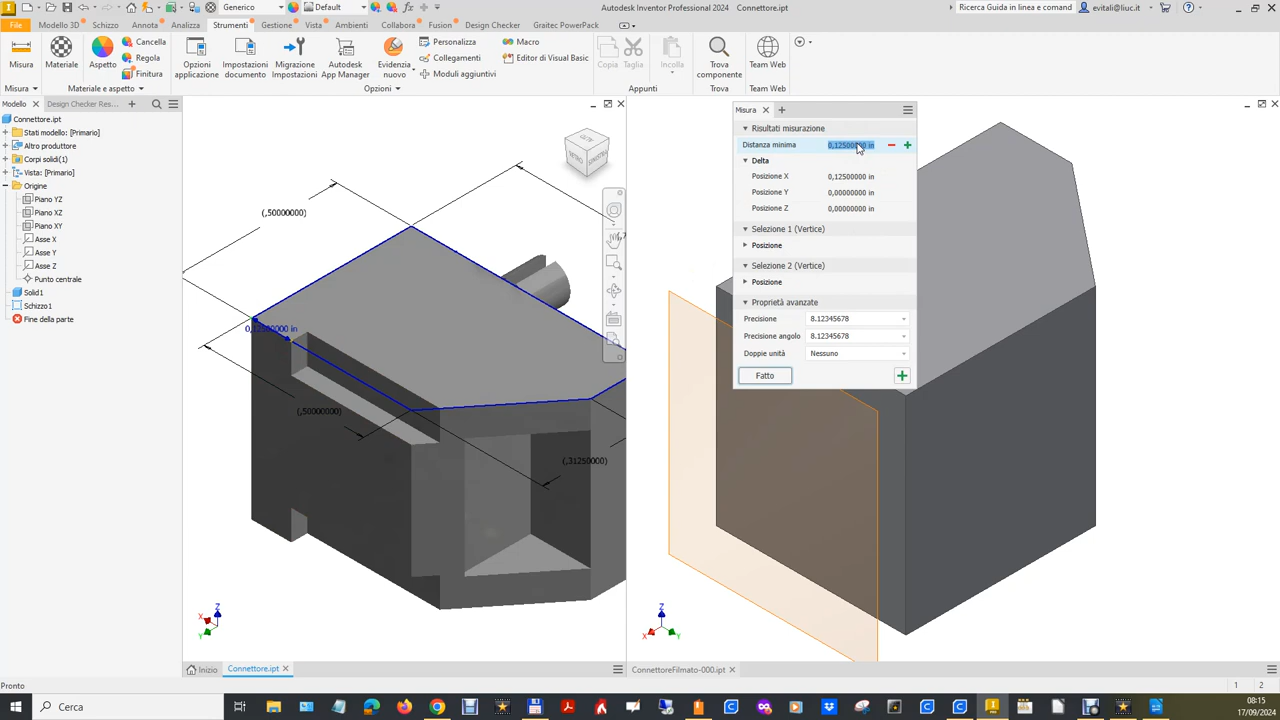 Generico
Default
Autodesk Inventor Professional 2024 Connettore.ipt
Ricerca Guida in linea e comand
evitali@liuc.it
File
Modello 3D
Schizzo
Annota
Analizza
Strumenti
Gestione
Vista
Ambienti
Collabora
Fusion
Design Checker
Graitec PowerPack
Misura
Materiale
Aspetto
Cancella
Regola
Finitura
Opzioni applicazione
Impostazioni documento
Migrazione Impostazioni
Autodesk App Manager
Evidenzia nuovo
Personalizza
Collegamenti
Moduli aggiuntivi
Macro
Editor di Visual Basic
Copia
Taglia
Incolla
Trova componente
Team Web
Misura
Materiale e aspetto
Opzioni
Appunti
Trova
Team Web
Modello
Design Checker Res...
Connettore.ipt
Stati modello: [Primario]
Altro produttore
Corpi solidi(1)
Vista: [Primario]
Origine
Piano YZ
Piano XZ
Piano XY
Asse X
Asse Y
Asse Z
Punto centrale
Solid1
Schizzo1
Fine della parte
(,50000000)
0,12500000 in
(,50000000)
(,31250000)
RETRO
Z
X
Y
Misura
Risultati misurazione
Distanza minima
0,12500000 in
Delta
Posizione X
0,12500000 in
Posizione Y
0,00000000 in
Posizione Z
0,00000000 in
Selezione 1 (Vertice)
Posizione
Selezione 2 (Vertice)
Posizione
Proprietà avanzate
Precisione
8.12345678
Precisione angolo
8.12345678
Doppie unità
Nessuno
Fatto
Z
X
Y
Inizio
Connettore.ipt
ConnettoreFilmato-000.ipt
Pronto
1
2
Cerca
08:15
17/09/2024